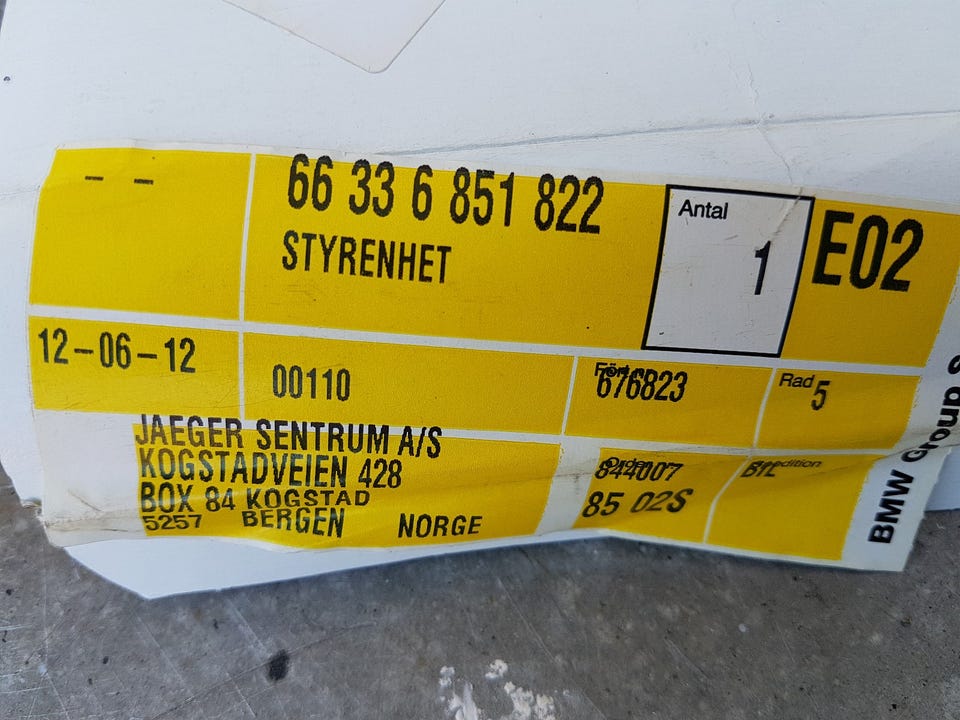 – –
66 33 6 851 822
STYRENHET
Antal
1
E02
12-06-12
00110
676823
Rad 5
JAEGER SENTRUM A/S
KOGSTADVEIEN 428
BOX 84 KOGSTAD
5257 BERGEN NORGE
844007
85 02S
BIL
BMW Group